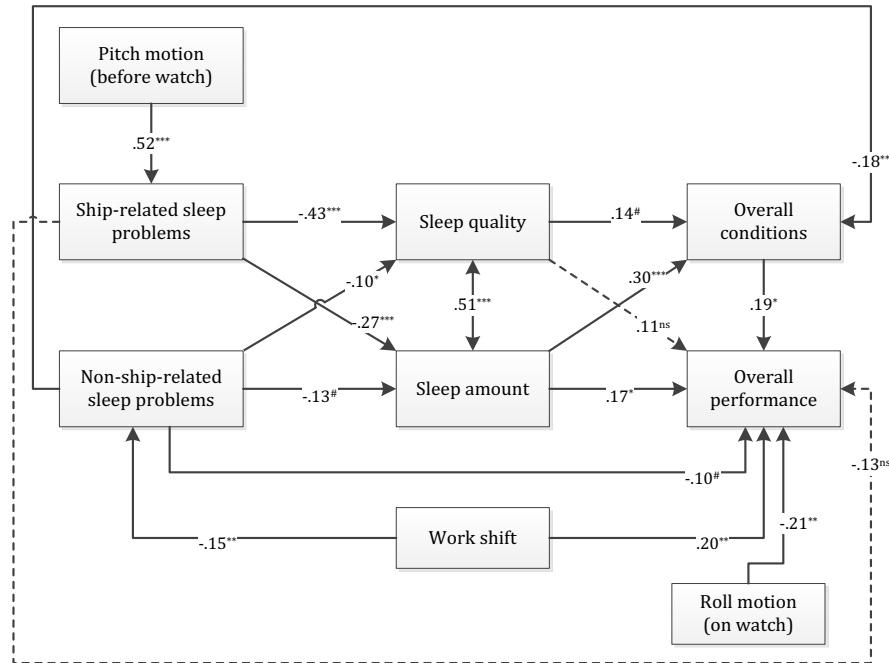 Pitch motion
(before watch)
.52***
-.18**
Ship-related sleep
problems
-.43***
Sleep quality
.14#
Overall
conditions
-.10*
.30***
.51***
.19*
-.27***
.11ns
Non-ship-related
sleep problems
-.13#
Sleep amount
.17*
Overall
performance
-.13ns
-.10#
-.15**
Work shift
.20**
-.21**
Roll motion
(on watch)